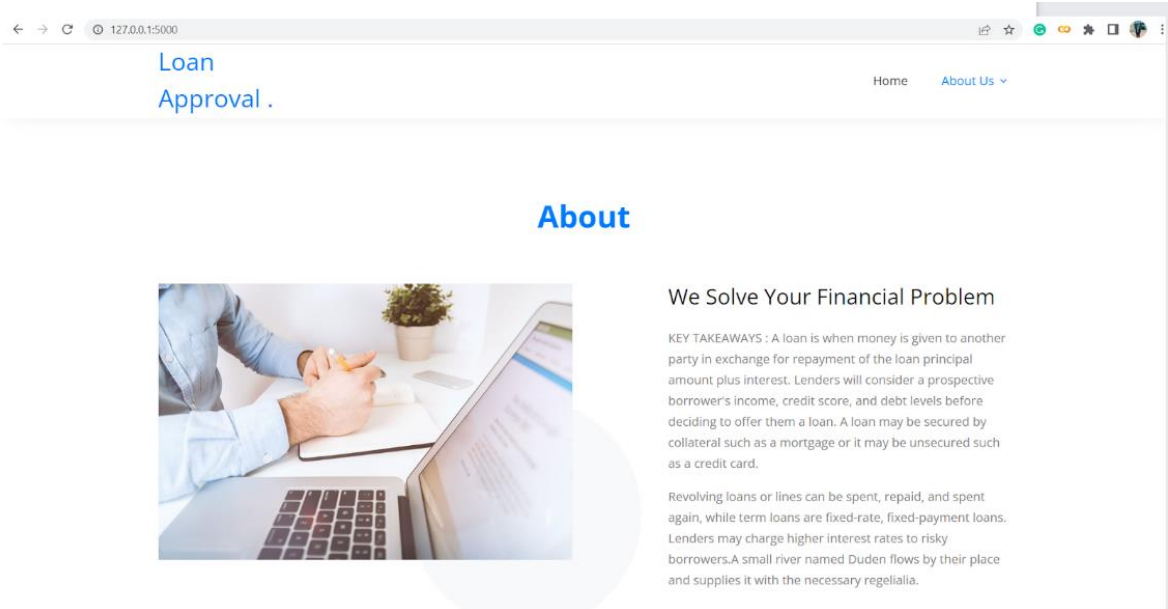 127.0.0.1:5000
Loan
Approval .
Home
About Us
About
We Solve Your Financial Problem
KEY TAKEAWAYS : A loan is when money is given to another
party in exchange for repayment of the loan principal
amount plus interest. Lenders will consider a prospective
borrower's income, credit score, and debt levels before
deciding to offer them a loan. A loan may be secured by
collateral such as a mortgage or it may be unsecured such
as a credit card.
Revolving loans or lines can be spent, repaid, and spent
again, while term loans are fixed-rate, fixed-payment loans.
Lenders may charge higher interest rates to risky
borrowers.A small river named Duden flows by their place
and supplies it with the necessary regelialia.